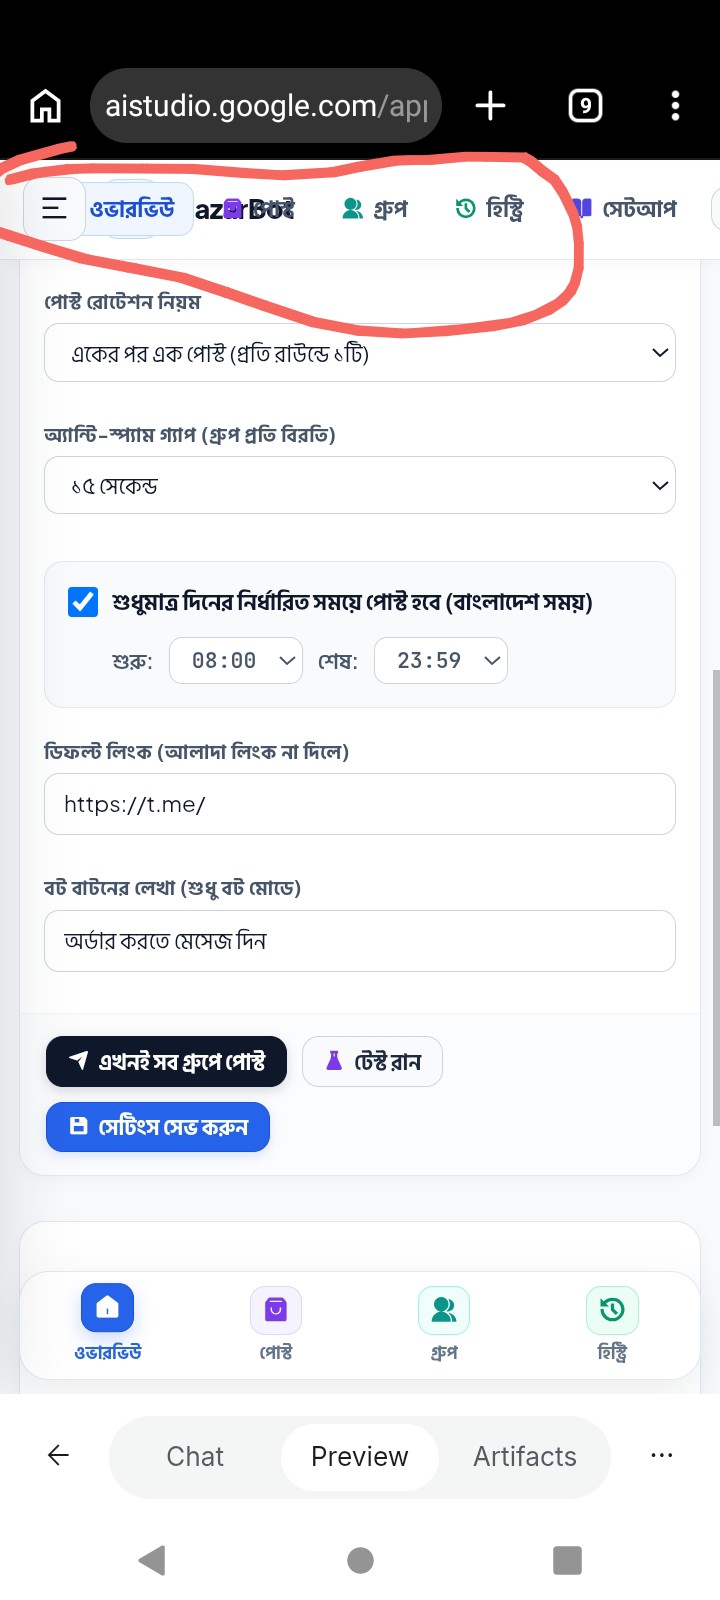 aistudio.google.com/app
9
ওভারভিউ azarBot পোস্ট গ্রুপ হিস্ট্রি সেটআপ
পোস্ট রোটেশন নিয়ম
একের পর এক পোস্ট (প্রতি রাউন্ডে ১টি)
অ্যান্টি-স্প্যাম গ্যাপ (গ্রুপ প্রতি বিরতি)
১৫ সেকেন্ড
শুধুমাত্র দিনের নির্ধারিত সময়ে পোস্ট হবে (বাংলাদেশ সময়)
শুরু: 08:00 শেষ: 23:59
ডিফল্ট লিংক (আলাদা লিংক না দিলে)
https://t.me/
বট বাটনের লেখা (শুধু বট মোডে)
অর্ডার করতে মেসেজ দিন
এখনই সব গ্রুপে পোস্ট টেস্ট রান
সেটিংস সেভ করুন
ওভারভিউ পোস্ট গ্রুপ হিস্ট্রি
Chat Preview Artifacts